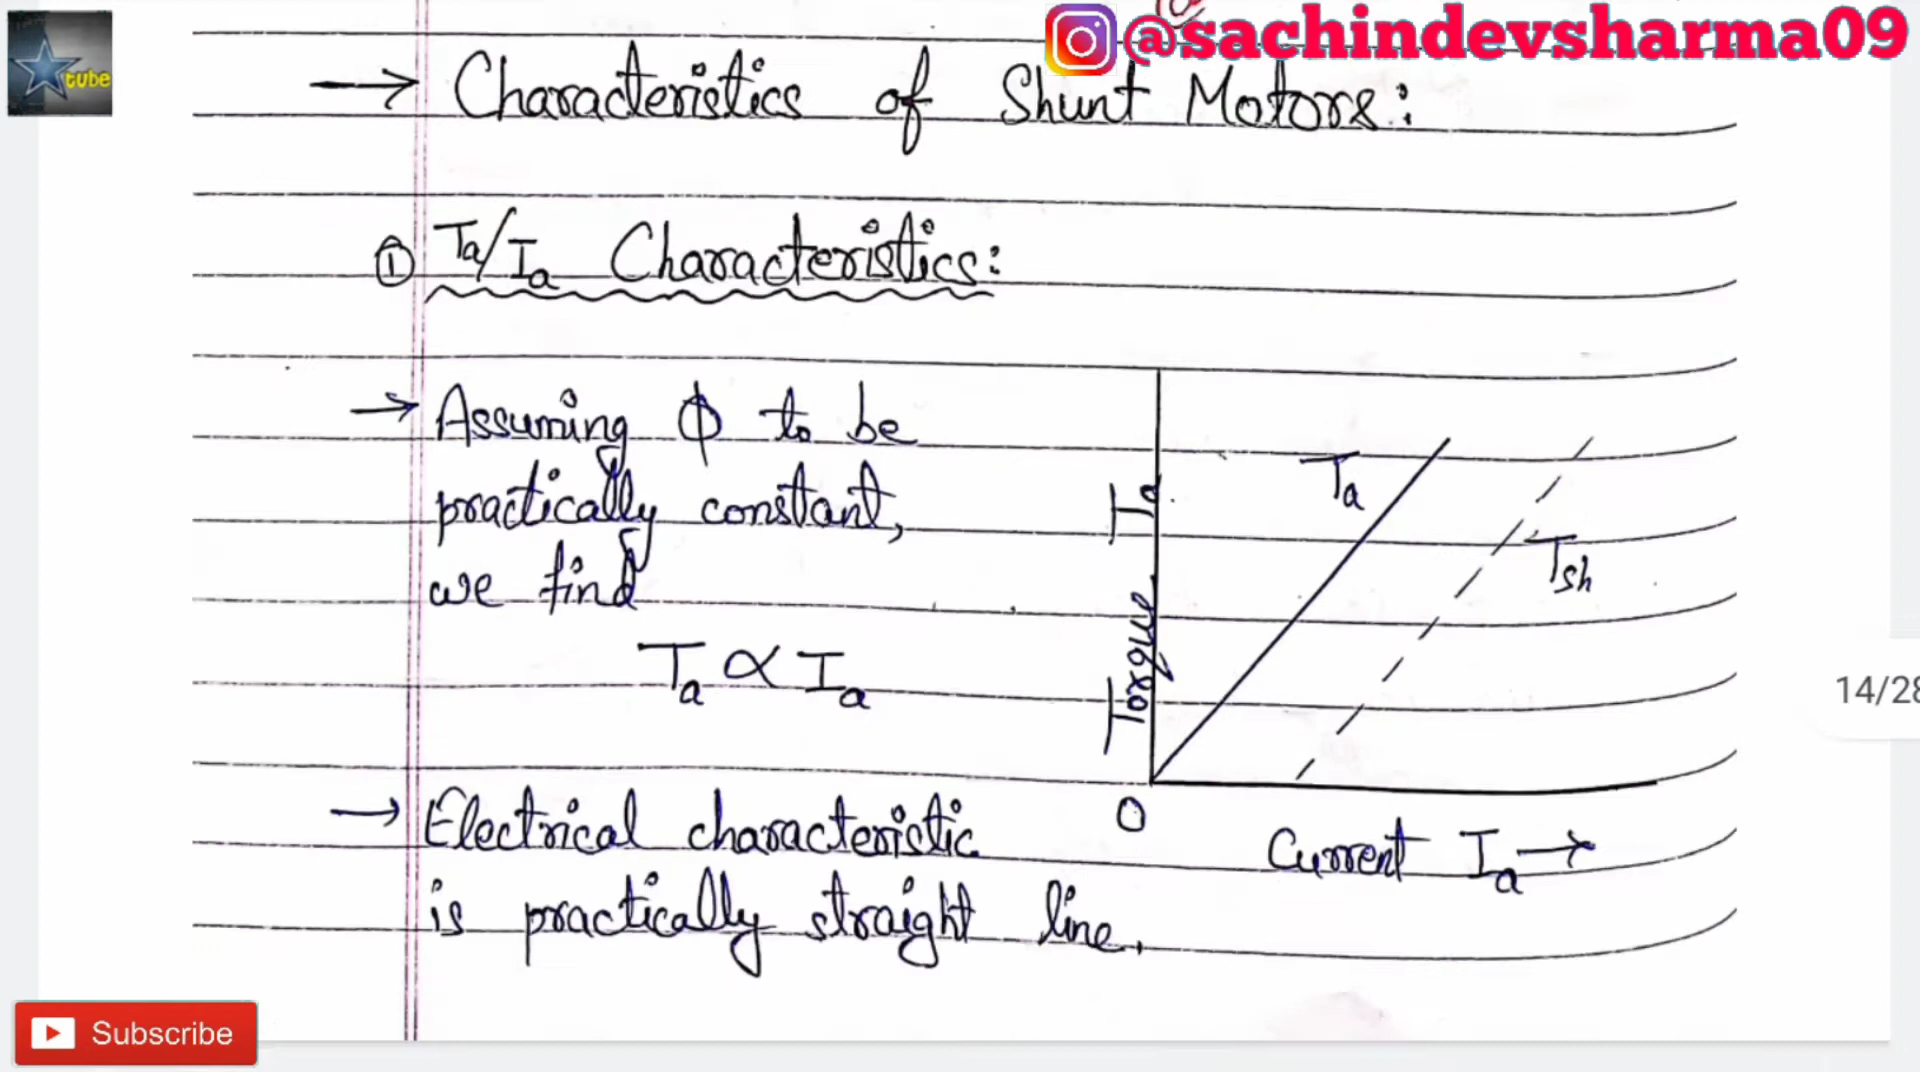 @sachindevsharma09
tube
→ Characteristics of Shunt Motors:
① Ta/Ia Characteristics:
→ Assuming ϕ to be
practically constant,
we find
Ta ∝ Ia
→ Electrical characteristic
is practically straight line.
Torque Ta
Ta
Tsh
O
Current Ia →
14/28
Subscribe